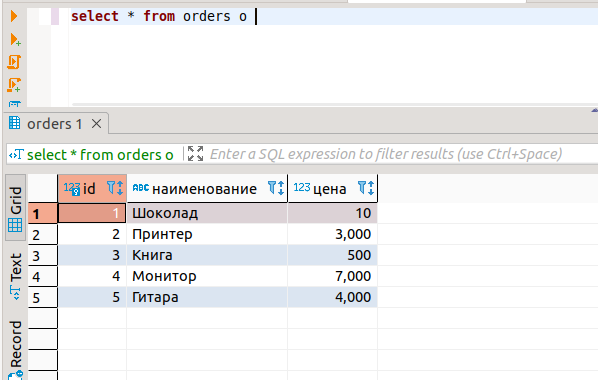 select * from orders o
orders 1
select * from orders o Enter a SQL expression to filter results (use Ctrl+Space)
Grid
Text
Record
123 id ABC наименование 123 цена
1 1 Шоколад 10
2 2 Принтер 3,000
3 3 Книга 500
4 4 Монитор 7,000
5 5 Гитара 4,000